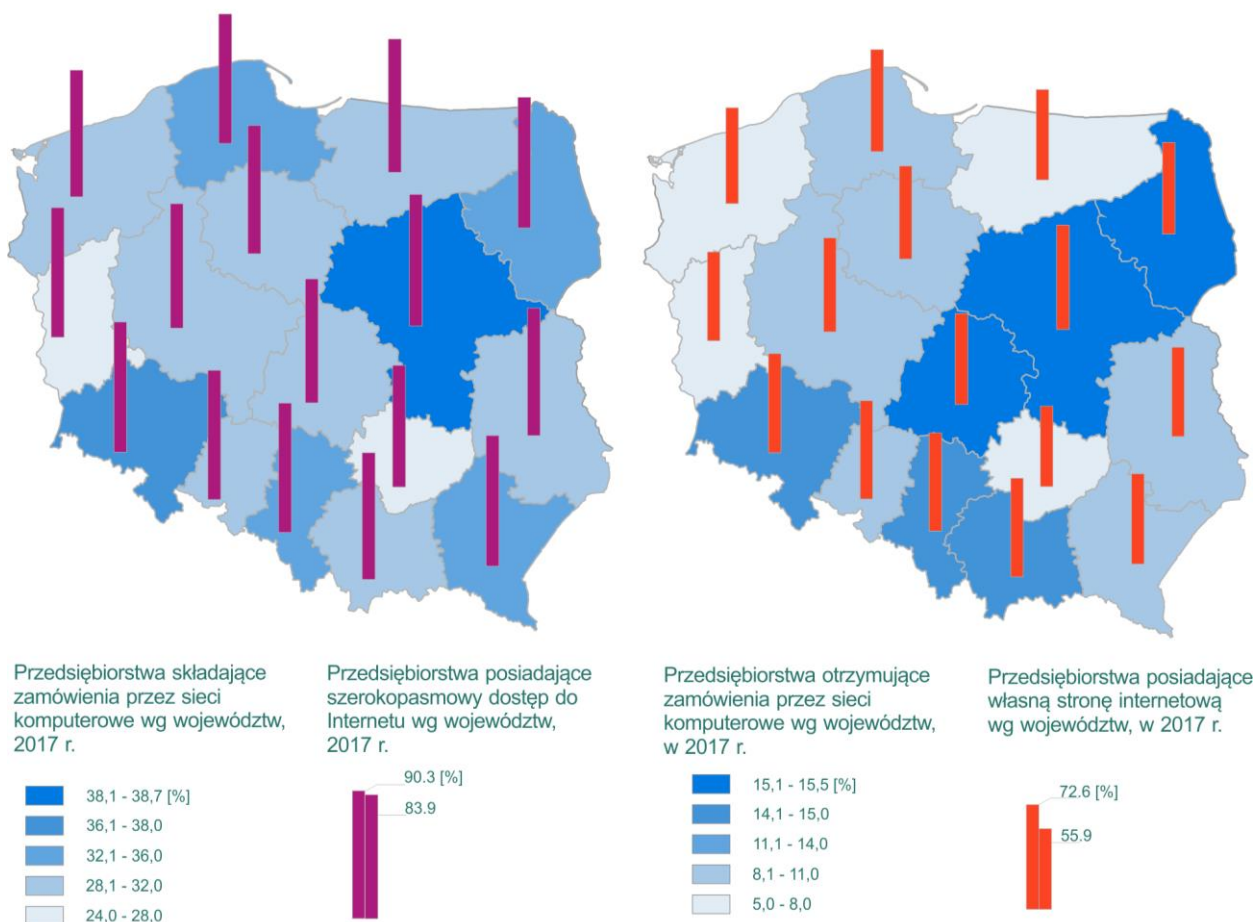 Przedsiębiorstwa składające
zamówienia przez sieci
komputerowe wg województw,
2017 r.
38,1 - 38,7 [%]
36,1 - 38,0
32,1 - 36,0
28,1 - 32,0
24,0 - 28,0
Przedsiębiorstwa posiadające
szerokopasmowy dostęp do
Internetu wg województw,
2017 r.
90.3 [%]
83.9
Przedsiębiorstwa otrzymujące
zamówienia przez sieci
komputerowe wg województw,
w 2017 r.
15,1 - 15,5 [%]
14,1 - 15,0
11,1 - 14,0
8,1 - 11,0
5,0 - 8,0
Przedsiębiorstwa posiadające
własną stronę internetową
wg województw, w 2017 r.
72.6 [%]
55.9